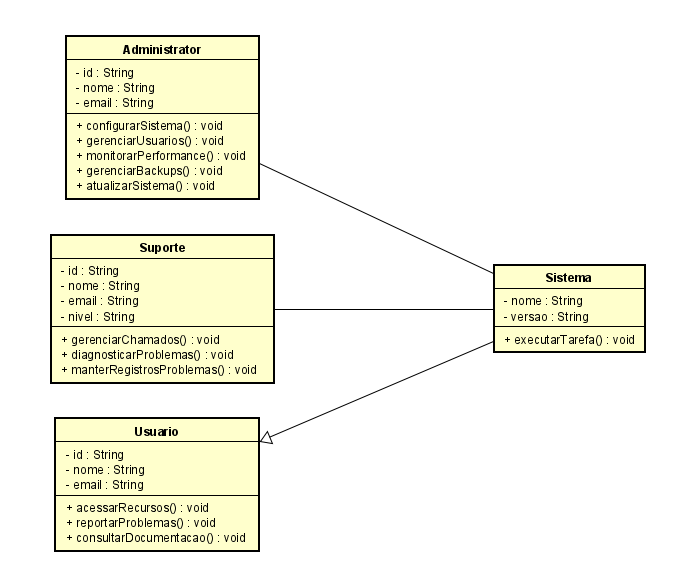 Administrator
- id : String
- nome : String
- email : String
+ configurarSistema() : void
+ gerenciarUsuarios() : void
+ monitorarPerformance() : void
+ gerenciarBackups() : void
+ atualizarSistema() : void
Suporte
- id : String
- nome : String
- email : String
- nivel : String
+ gerenciarChamados() : void
+ diagnosticarProblemas() : void
+ manterRegistrosProblemas() : void
Sistema
- nome : String
- versao : String
+ executarTarefa() : void
Usuario
- id : String
- nome : String
- email : String
+ acessarRecursos() : void
+ reportarProblemas() : void
+ consultarDocumentacao() : void